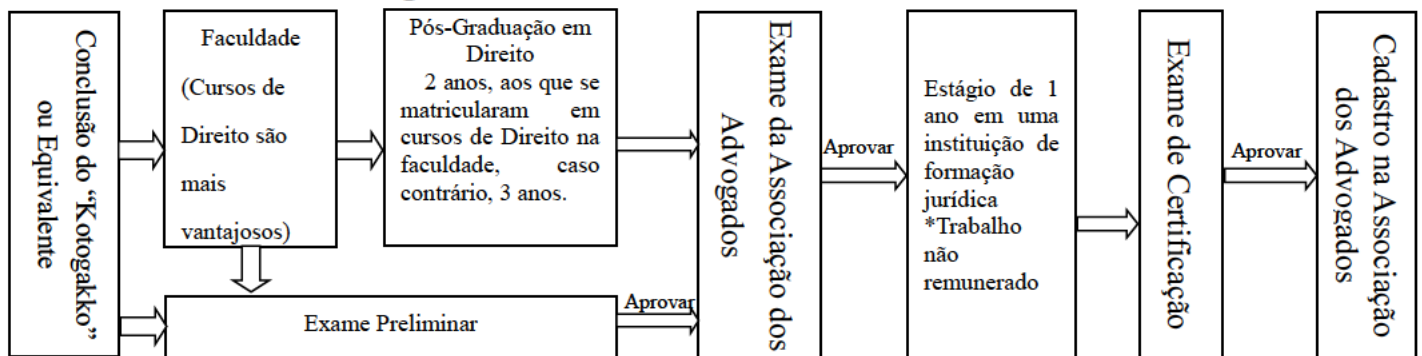 Conclusão do “Kotogakko”
ou Equivalente
Faculdade
(Cursos de
Direito são
mais
vantajosos)
Pós-Graduação em
Direito
2 anos, aos que se
matricularam em
cursos de Direito na
faculdade, caso
contrário, 3 anos.
Exame Preliminar
Aprovar
Exame da Associação dos
Advogados
Aprovar
Estágio de 1
ano em uma
instituição de
formação
jurídica
*Trabalho
não
remunerado
Exame de Certificação
Aprovar
Cadastro na Associação
dos Advogados